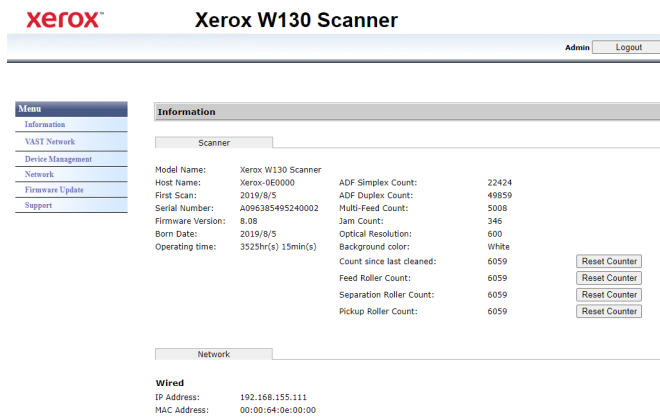 xerox™
Xerox W130 Scanner
Admin Logout
Menu
Information
VAST Network
Device Management
Network
Firmware Update
Support
Information
Scanner
Model Name: Xerox W130 Scanner
Host Name: Xerox-0E0000 ADF Simplex Count: 22424
First Scan: 2019/8/5 ADF Duplex Count: 49859
Serial Number: A096385495240002 Multi-Feed Count: 5008
Firmware Version: 8.08 Jam Count: 346
Born Date: 2019/8/5 Optical Resolution: 600
Operating time: 3525hr(s) 15min(s) Background color: White
Count since last cleaned: 6059 Reset Counter
Feed Roller Count: 6059 Reset Counter
Separation Roller Count: 6059 Reset Counter
Pickup Roller Count: 6059 Reset Counter
Network
Wired
IP Address: 192.168.155.111
MAC Address: 00:00:64:0e:00:00